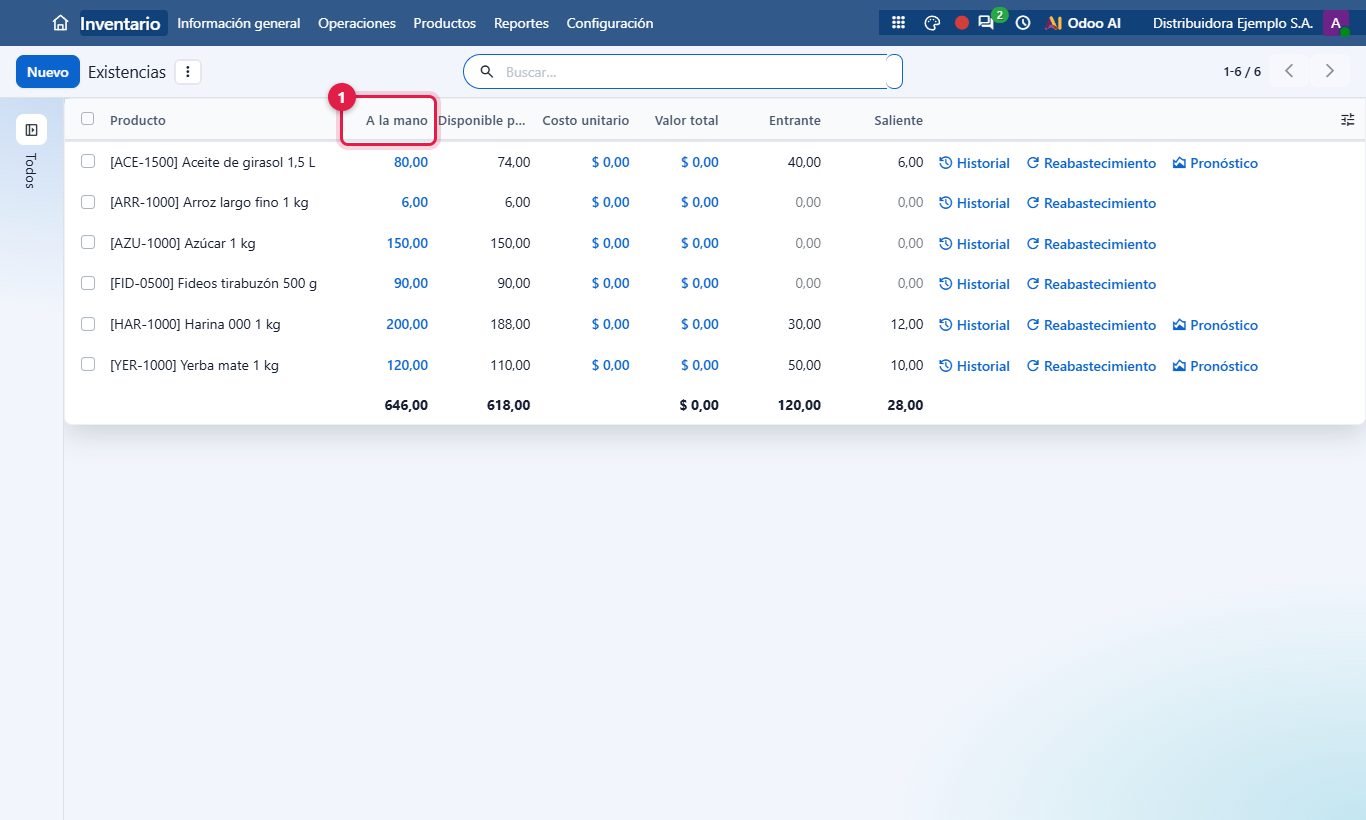 Inventario Información general Operaciones Productos Reportes Configuración 2 Odoo AI Distribuidora Ejemplo S.A. A
Nuevo Existencias Buscar... 1-6 / 6
1
Producto A la mano Disponible p... Costo unitario Valor total Entrante Saliente
Todos
[ACE-1500] Aceite de girasol 1,5 L 80,00 74,00 $ 0,00 $ 0,00 40,00 6,00 Historial Reabastecimiento Pronóstico
[ARR-1000] Arroz largo fino 1 kg 6,00 6,00 $ 0,00 $ 0,00 0,00 0,00 Historial Reabastecimiento
[AZU-1000] Azúcar 1 kg 150,00 150,00 $ 0,00 $ 0,00 0,00 0,00 Historial Reabastecimiento
[FID-0500] Fideos tirabuzón 500 g 90,00 90,00 $ 0,00 $ 0,00 0,00 0,00 Historial Reabastecimiento
[HAR-1000] Harina 000 1 kg 200,00 188,00 $ 0,00 $ 0,00 30,00 12,00 Historial Reabastecimiento Pronóstico
[YER-1000] Yerba mate 1 kg 120,00 110,00 $ 0,00 $ 0,00 50,00 10,00 Historial Reabastecimiento Pronóstico
646,00 618,00 $ 0,00 120,00 28,00